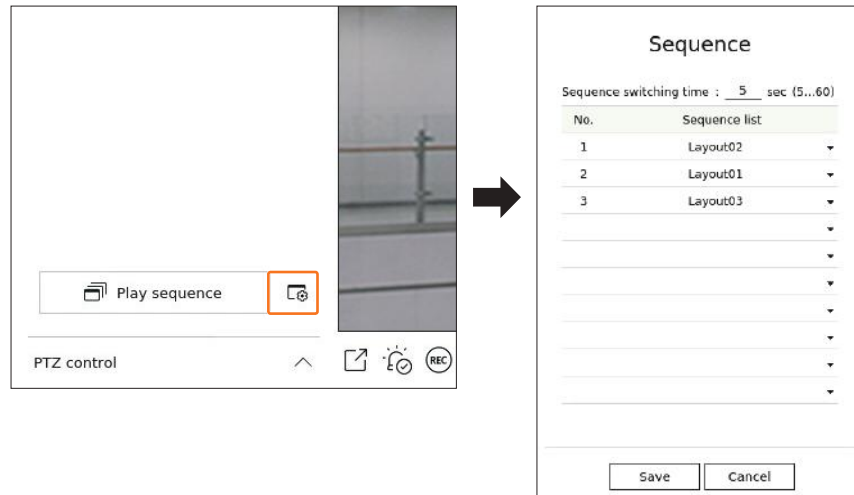 Play sequence
PTZ control
REC
Sequence
Sequence switching time : 5 sec (5...60)
No. Sequence list
1 Layout02
2 Layout01
3 Layout03
Save Cancel